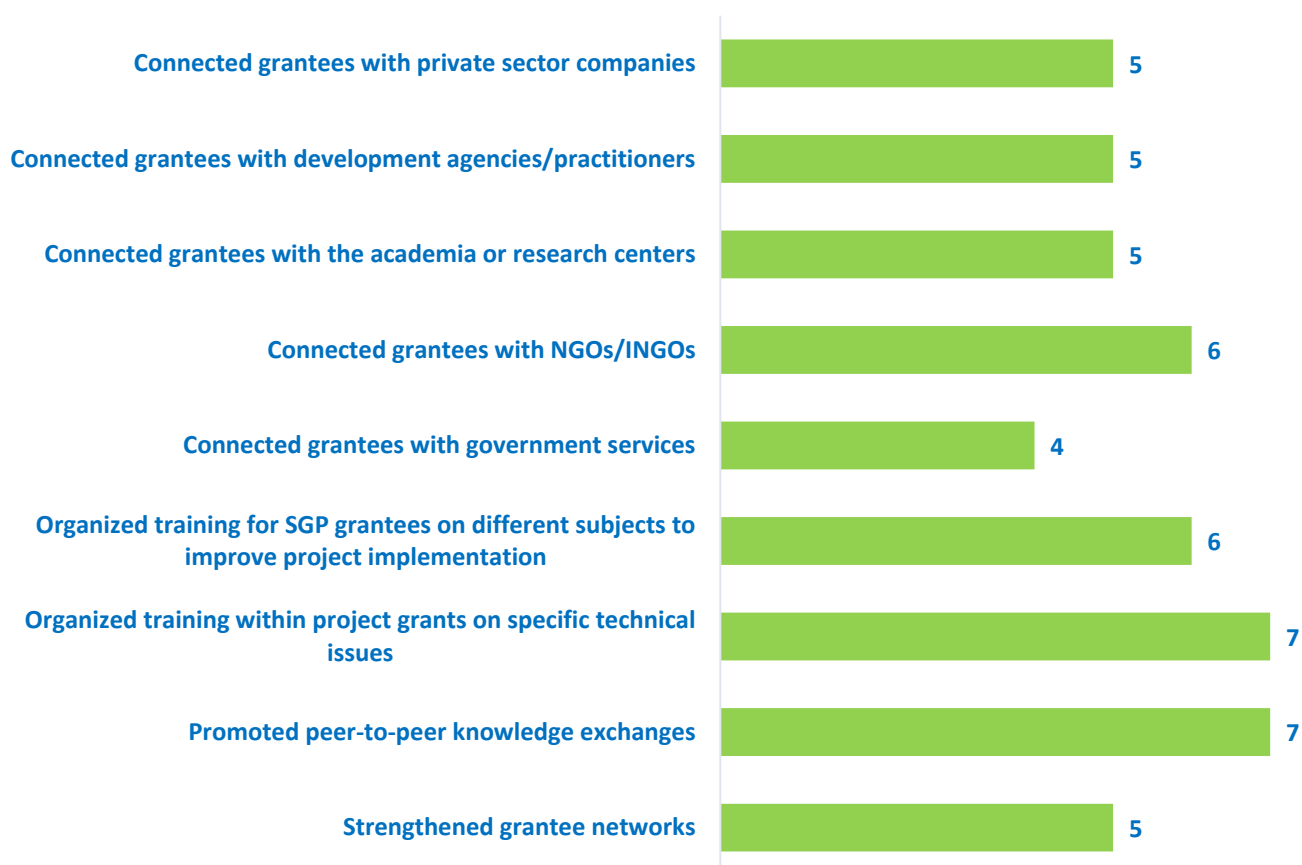 Connected grantees with private sector companies
5
Connected grantees with development agencies/practitioners
5
Connected grantees with the academia or research centers
5
Connected grantees with NGOs/INGOs
6
Connected grantees with government services
4
Organized training for SGP grantees on different subjects to
improve project implementation
6
Organized training within project grants on specific technical
issues
7
Promoted peer-to-peer knowledge exchanges
7
Strengthened grantee networks
5